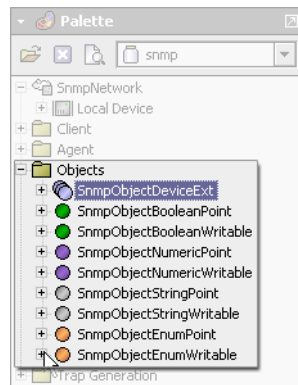 Palette
snmp
SnmpNetwork
Local Device
Client
Agent
Objects
SnmpObjectDeviceExt
SnmpObjectBooleanPoint
SnmpObjectBooleanWritable
SnmpObjectNumericPoint
SnmpObjectNumericWritable
SnmpObjectStringPoint
SnmpObjectStringWritable
SnmpObjectEnumPoint
SnmpObjectEnumWritable
Trap Generation